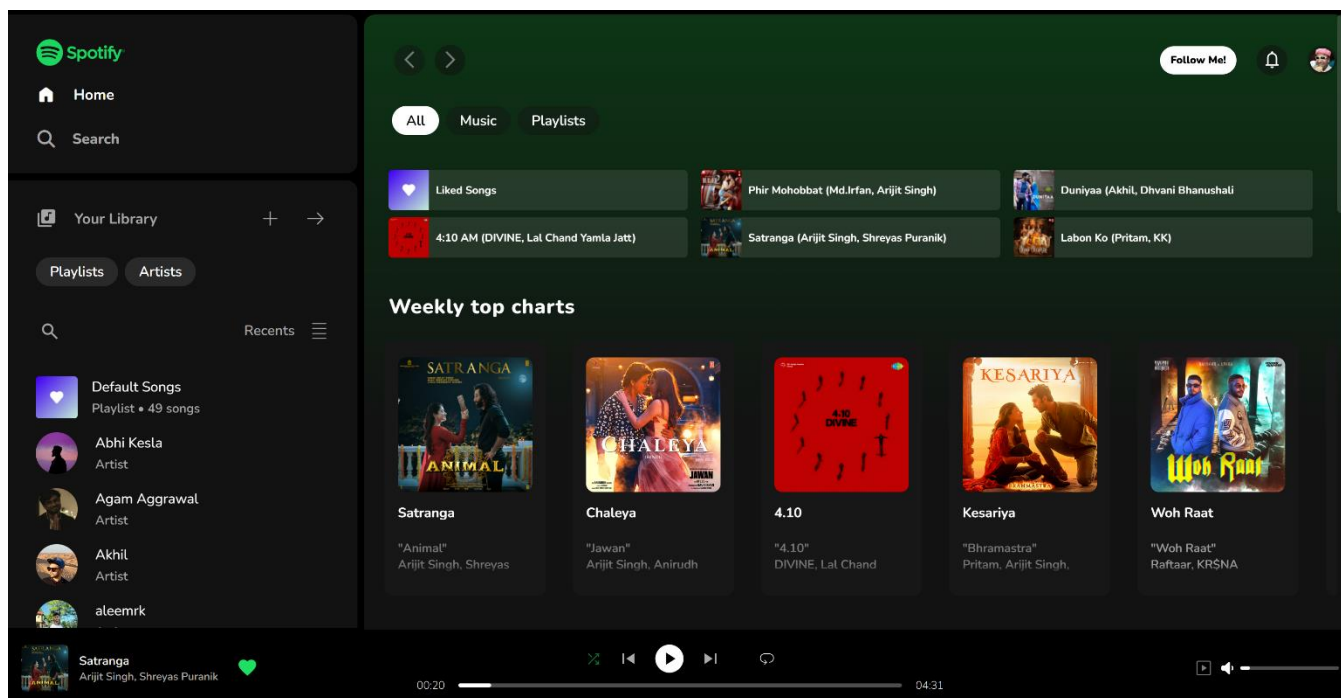 Spotify
Home
Search
Your Library
Playlists
Artists
Recents
Default Songs
Playlist • 49 songs
Abhi Kesla
Artist
Agam Aggrawal
Artist
Akhil
Artist
aleemrk
Follow Me!
All
Music
Playlists
Liked Songs
Phir Mohobbat (Md.Irfan, Arijit Singh)
Duniyaa (Akhil, Dhvani Bhanushali
4:10 AM (DIVINE, Lal Chand Yamla Jatt)
Satranga (Arijit Singh, Shreyas Puranik)
Labon Ko (Pritam, KK)
Weekly top charts
SATRANGA
ANIMAL
CHALEYA
JAWAN
4.10
DIVINE
KESARIYA
BRAHMASTRA
Woh Raat
Satranga
Chaleya
4.10
Kesariya
Woh Raat
"Animal"
Arijit Singh, Shreyas
"Jawan"
Arijit Singh, Anirudh
"4.10"
DIVINE, Lal Chand
"Bhramastra"
Pritam, Arijit Singh,
"Woh Raat"
Raftaar, KR$NA
Satranga
Arijit Singh, Shreyas Puranik
00:20
04:31